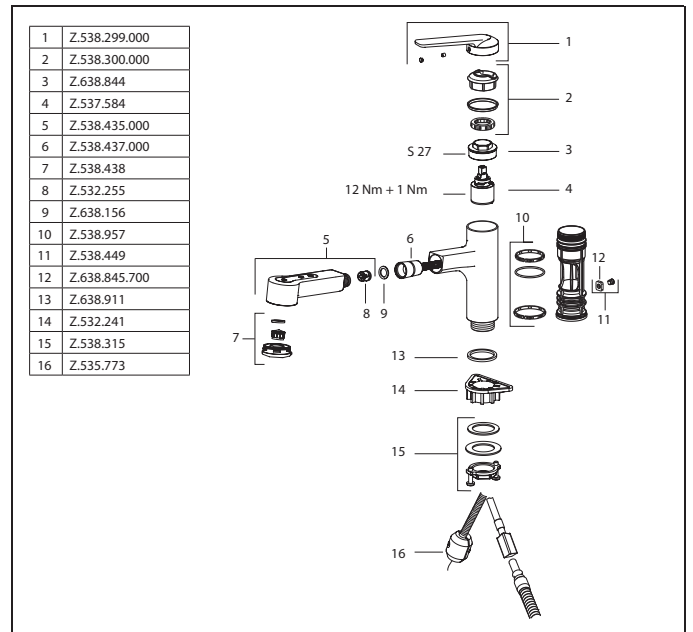 1 Z.538.299.000
2 Z.538.300.000
3 Z.638.844
4 Z.537.584
5 Z.538.435.000
6 Z.538.437.000
7 Z.538.438
8 Z.532.255
9 Z.638.156
10 Z.538.957
11 Z.538.449
12 Z.638.845.700
13 Z.638.911
14 Z.532.241
15 Z.538.315
16 Z.535.773
1
2
S 27
3
12 Nm + 1 Nm
4
10
5
6
12
8
9
11
7
13
14
15
16